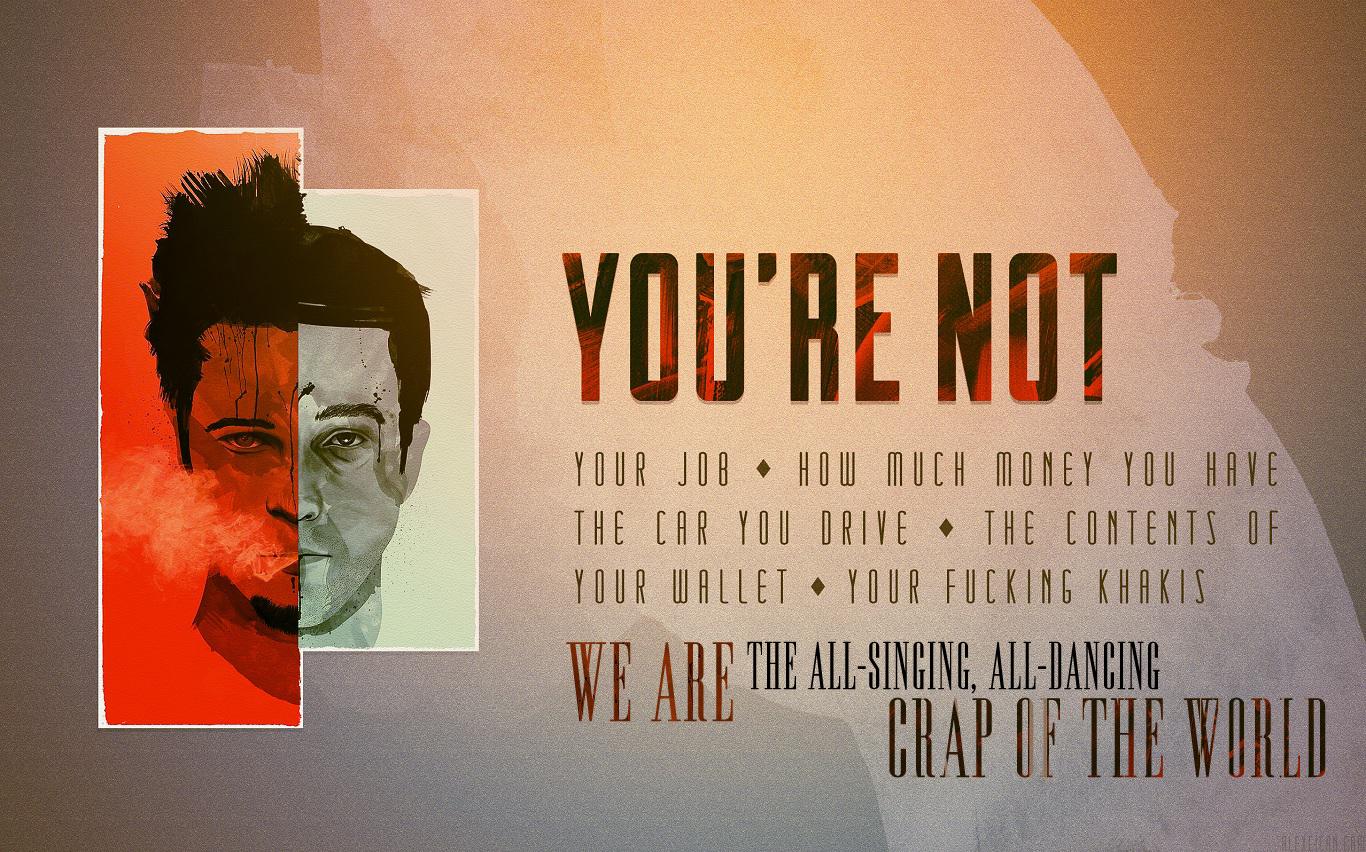 YOU'RE NOT
YOUR JOB ♦ HOW MUCH MONEY YOU HAVE
THE CAR YOU DRIVE ♦ THE CONTENTS OF
YOUR WALLET ♦ YOUR FUCKING KHAKIS
WE ARE THE ALL-SINGING, ALL-DANCING
CRAP OF THE WORLD